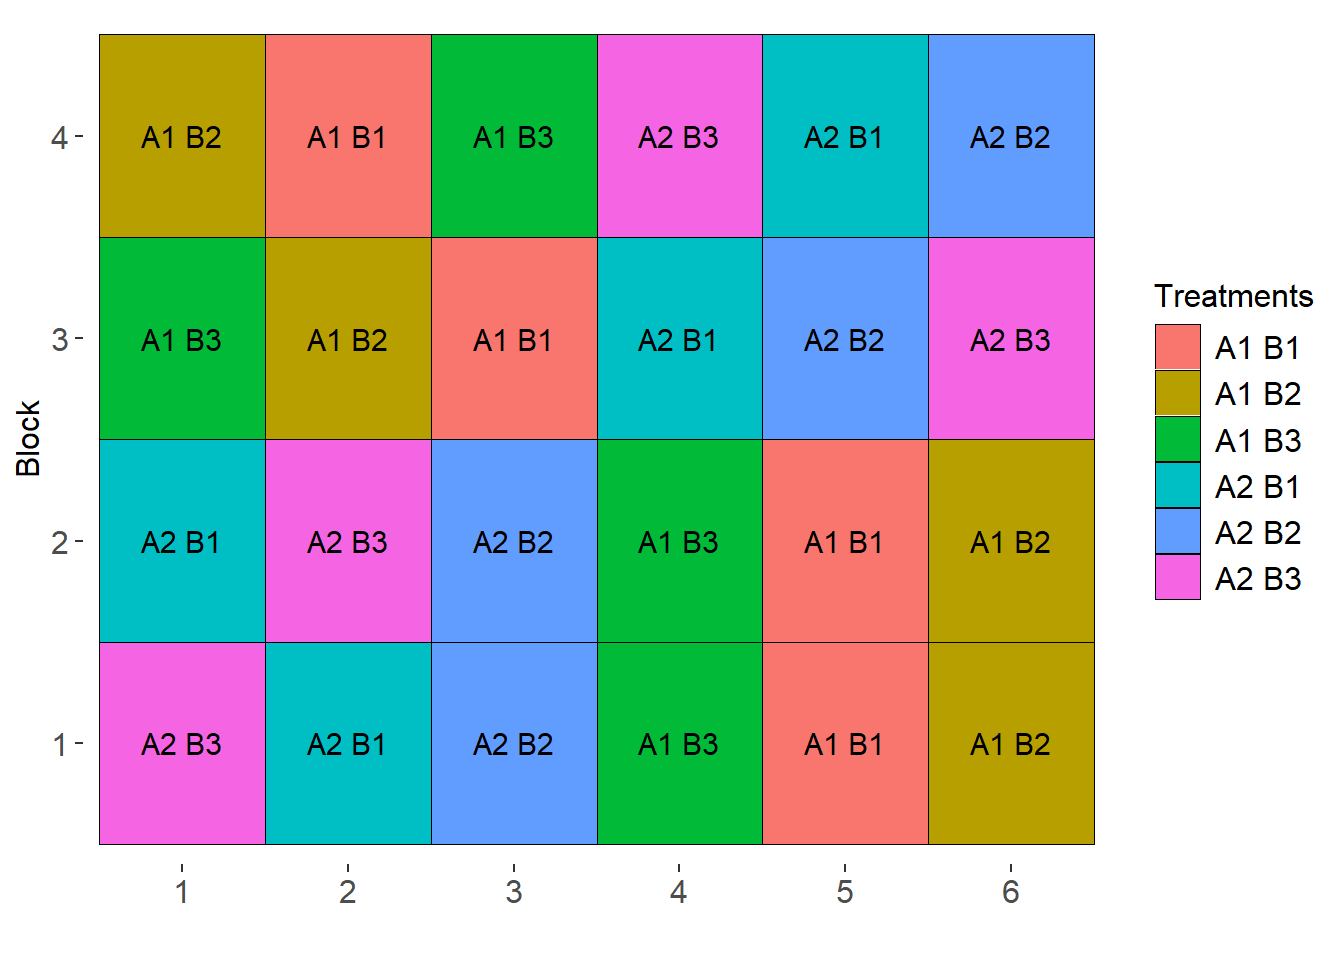 4
A1 B2 A1 B1 A1 B3 A2 B3 A2 B1 A2 B2
3
A1 B3 A1 B2 A1 B1 A2 B1 A2 B2 A2 B3
Block
2
A2 B1 A2 B3 A2 B2 A1 B3 A1 B1 A1 B2
1
A2 B3 A2 B1 A2 B2 A1 B3 A1 B1 A1 B2
1 2 3 4 5 6
Treatments
A1 B1
A1 B2
A1 B3
A2 B1
A2 B2
A2 B3